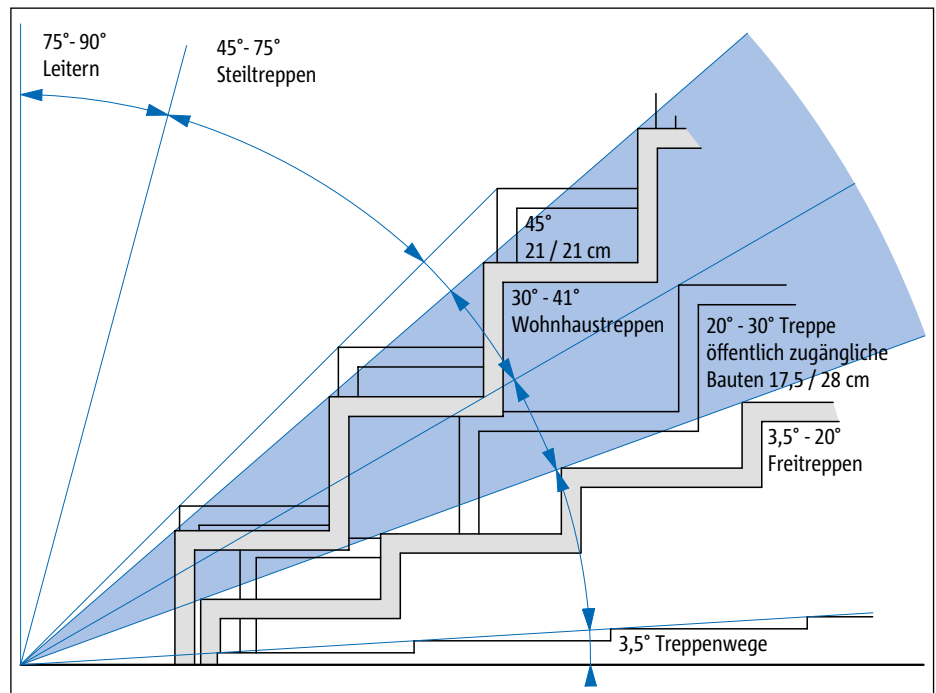 75°- 90°
Leitern
45°- 75°
Steiltreppen
45°
21 / 21 cm
30° - 41°
Wohnhaustreppen
20° - 30° Treppe
öffentlich zugängliche
Bauten 17,5 / 28 cm
3,5° - 20°
Freitreppen
3,5° Treppenwege